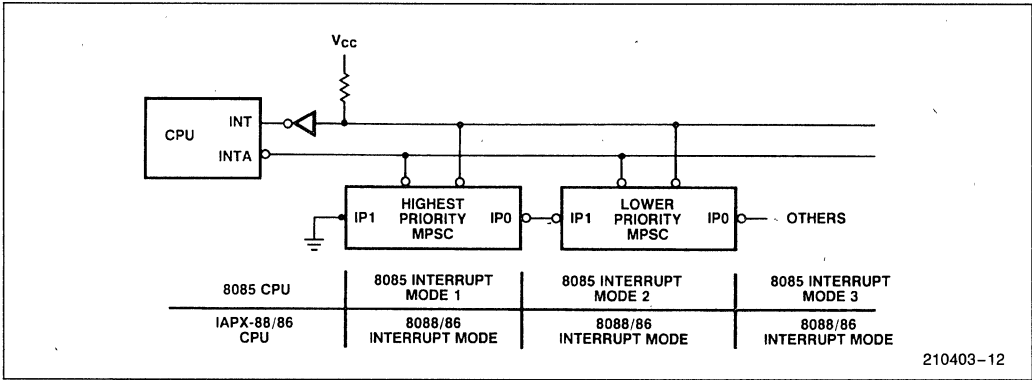 Vcc
CPU
INT
INTA
IP1
HIGHEST
PRIORITY
MPSC
IP0
IP1
LOWER
PRIORITY
MPSC
IP0
OTHERS
8085 CPU
8085 INTERRUPT
MODE 1
8085 INTERRUPT
MODE 2
8085 INTERRUPT
MODE 3
IAPX-88/86
CPU
8088/86
INTERRUPT MODE
8088/86
INTERRUPT MODE
8088/86
INTERRUPT MODE
210403-12